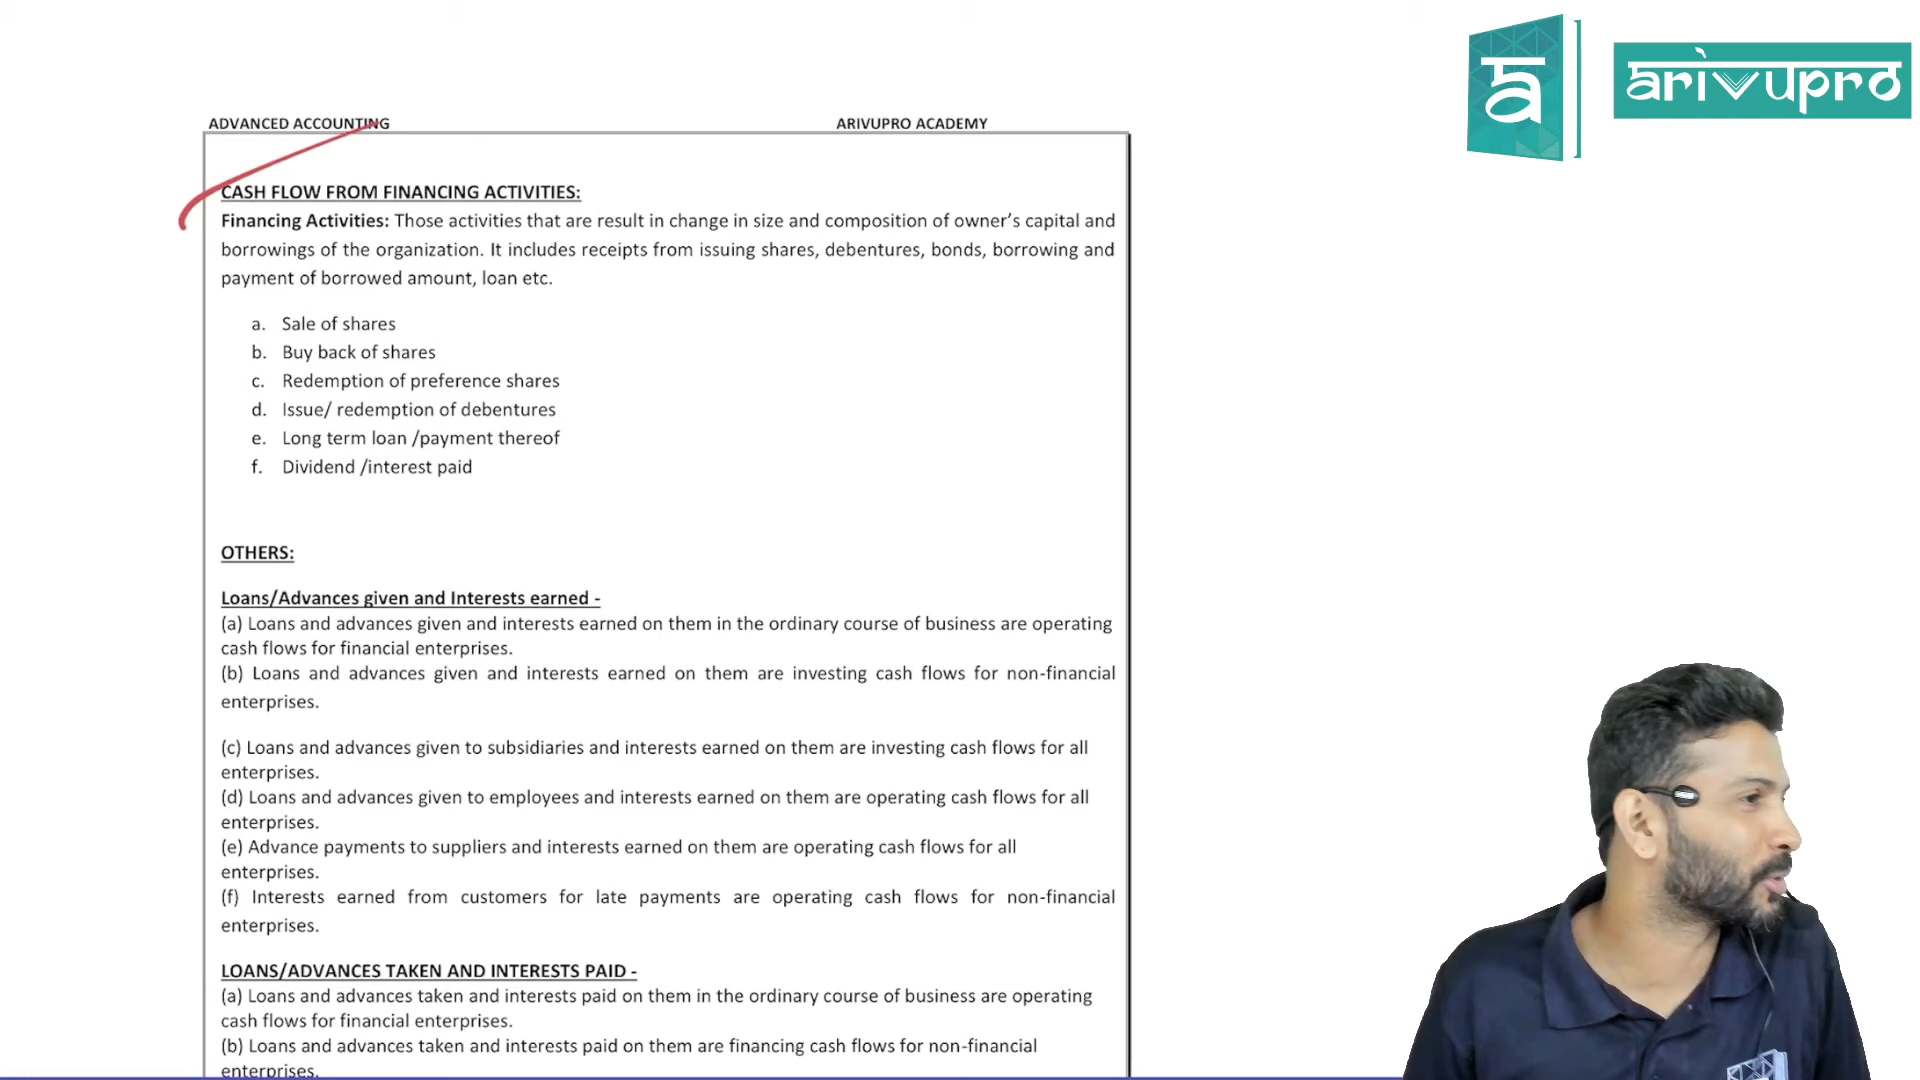 arivupro
ADVANCED ACCOUNTING ARIVUPRO ACADEMY
CASH FLOW FROM FINANCING ACTIVITIES:
Financing Activities: Those activities that are result in change in size and composition of owner's capital and
borrowings of the organization. It includes receipts from issuing shares, debentures, bonds, borrowing and
payment of borrowed amount, loan etc.
a. Sale of shares
b. Buy back of shares
c. Redemption of preference shares
d. Issue/ redemption of debentures
e. Long term loan /payment thereof
f. Dividend /interest paid
OTHERS:
Loans/Advances given and Interests earned -
(a) Loans and advances given and interests earned on them in the ordinary course of business are operating
cash flows for financial enterprises.
(b) Loans and advances given and interests earned on them are investing cash flows for non-financial
enterprises.
(c) Loans and advances given to subsidiaries and interests earned on them are investing cash flows for all
enterprises.
(d) Loans and advances given to employees and interests earned on them are operating cash flows for all
enterprises.
(e) Advance payments to suppliers and interests earned on them are operating cash flows for all
enterprises.
(f) Interests earned from customers for late payments are operating cash flows for non-financial
enterprises.
LOANS/ADVANCES TAKEN AND INTERESTS PAID -
(a) Loans and advances taken and interests paid on them in the ordinary course of business are operating
cash flows for financial enterprises.
(b) Loans and advances taken and interests paid on them are financing cash flows for non-financial
enterprises.